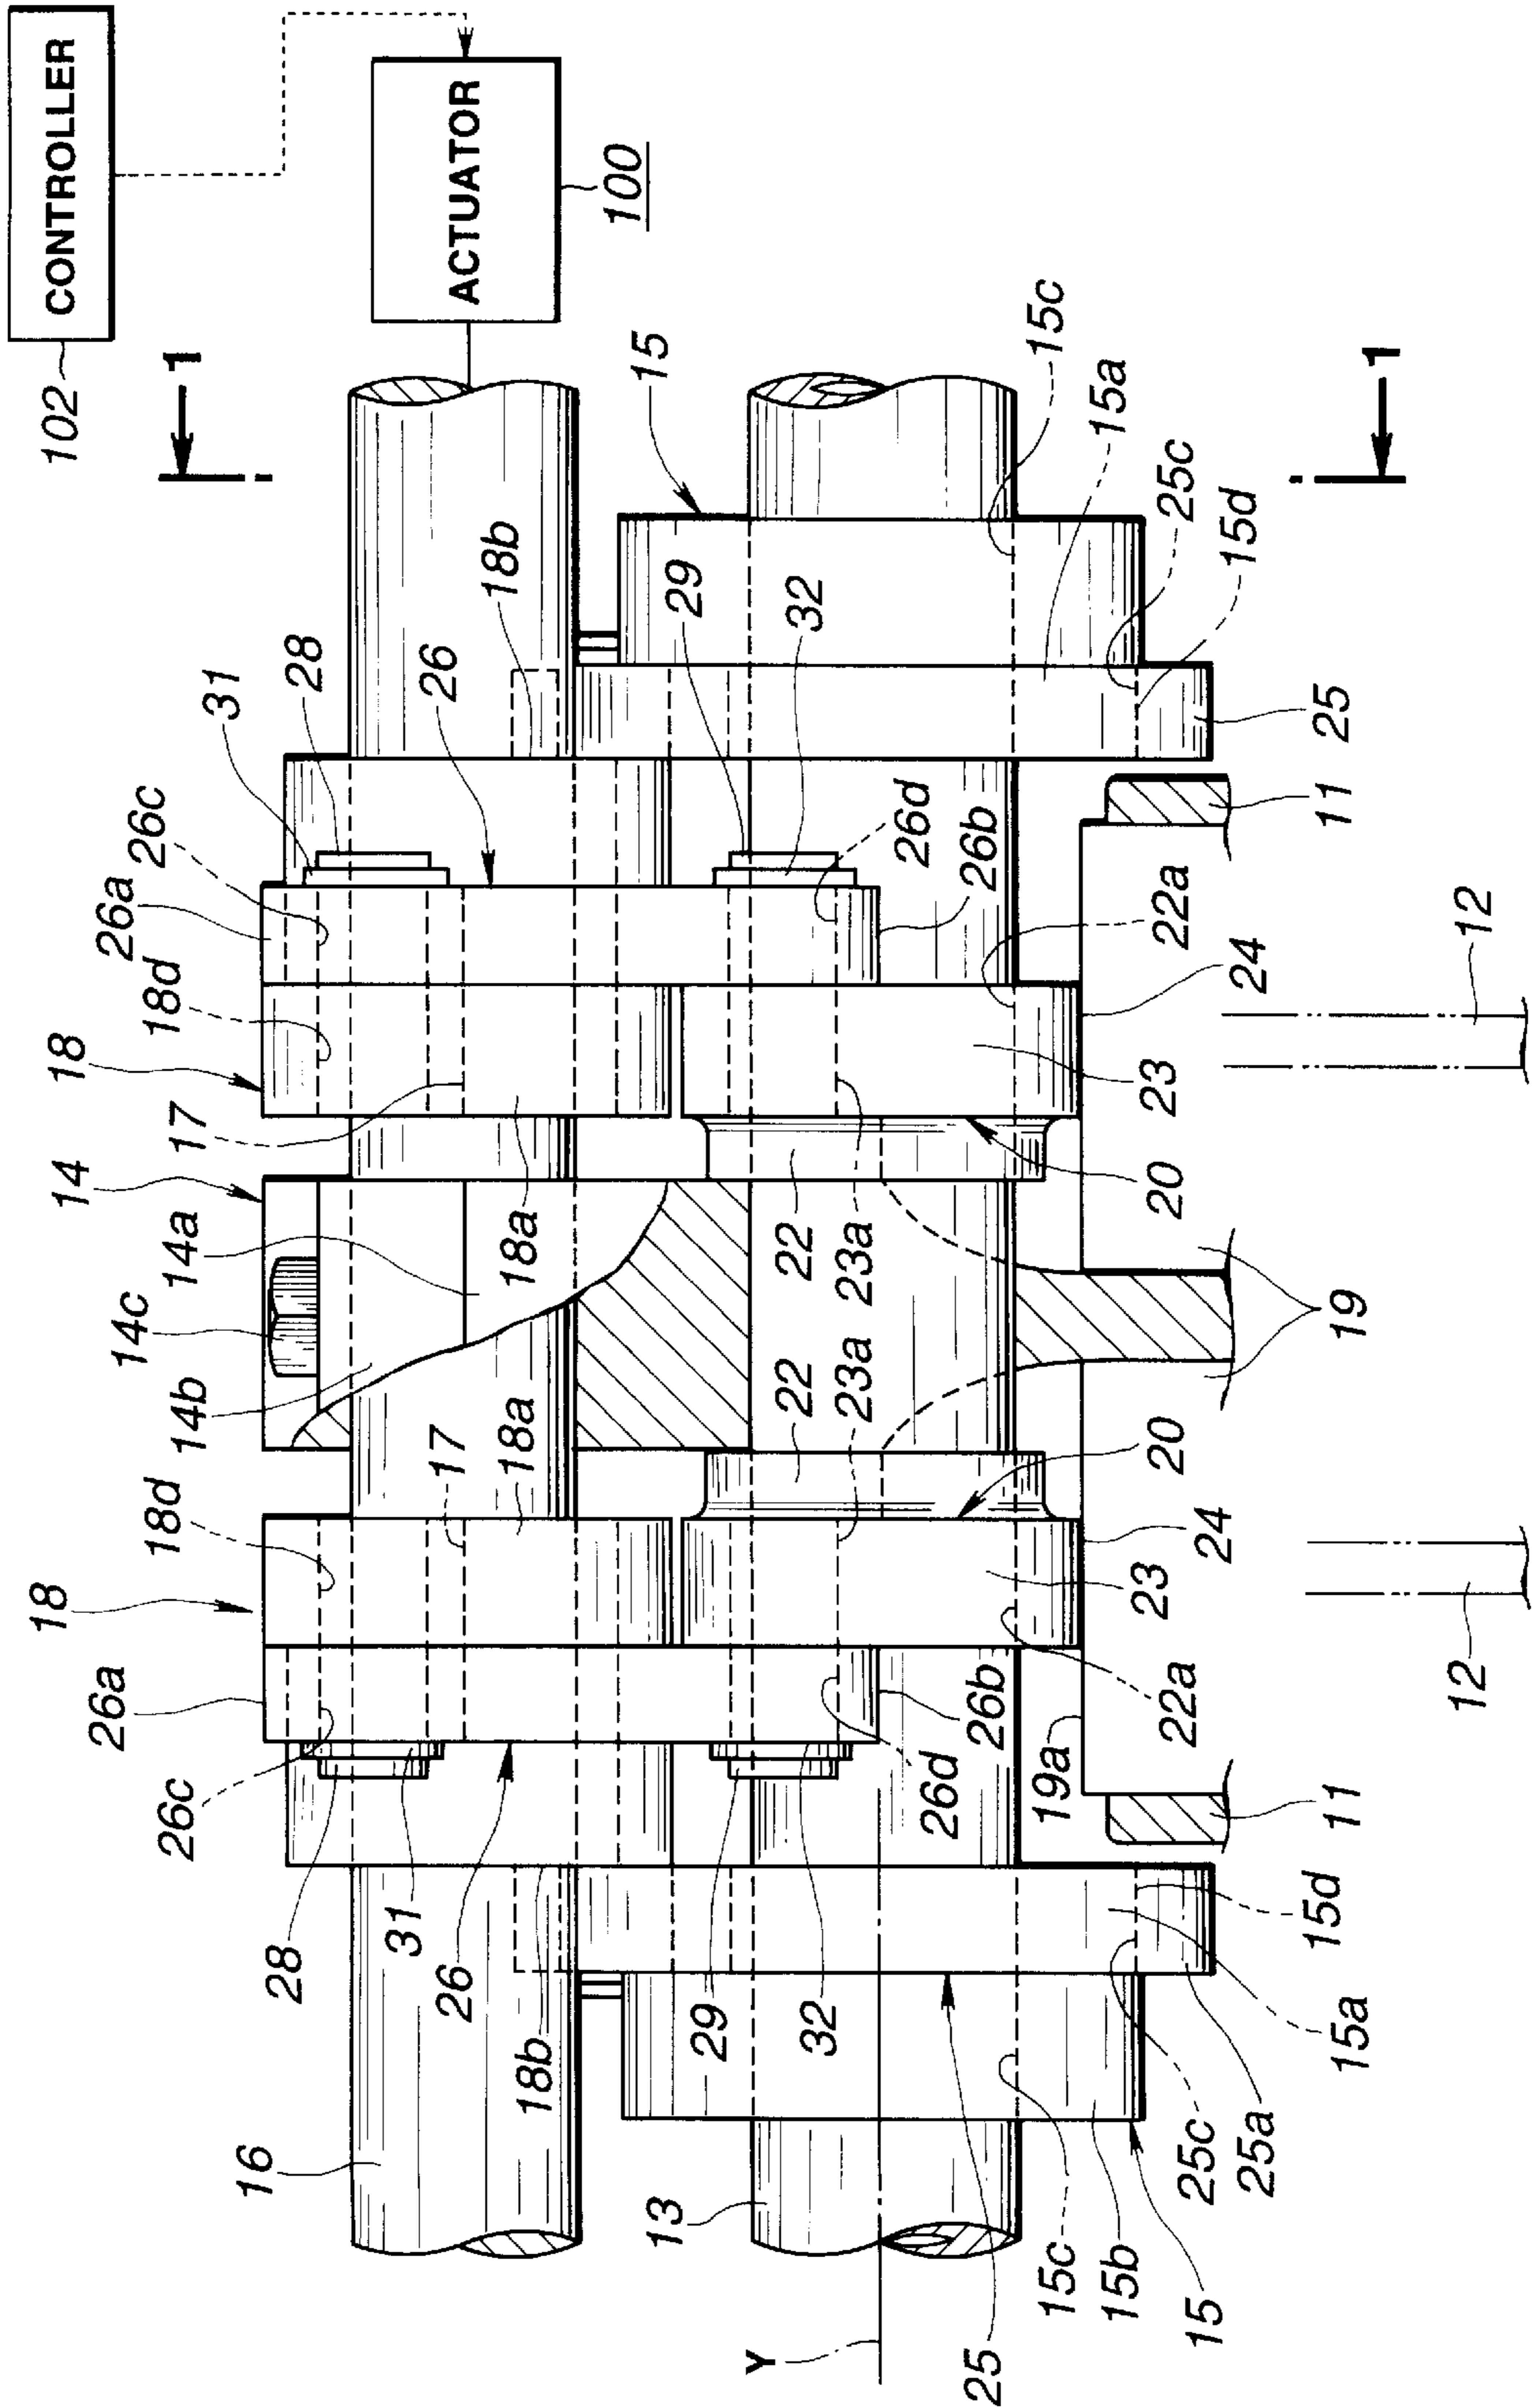 CONTROLLER
102
ACTUATOR
100
1
1
15
15c
15a
25c
15d
25
18b
29
32
28
31
26
26c
26a
26d
26b
11
18d
18
22a
24
12
17
14
14a
14c
14b
18a
23
20
22
23a
19
18d
18
17
18a
22
23a
20
24
12
23
22a
26a
26c
26b
26d
19a
11
28
31
26
29
32
18b
15d
15a
25c
25a
16
13
15c
15b
15
Y
25